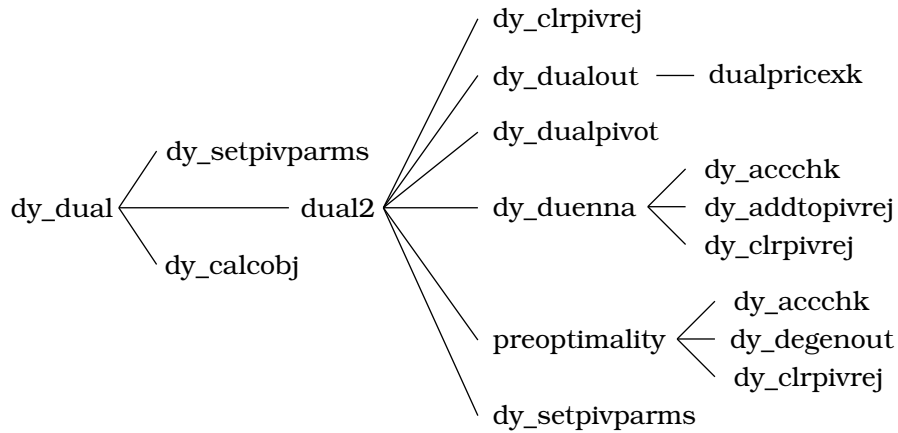 dy_clrpivrej
dy_dualout dualpricexk
dy_dualpivot
dy_setpivparms
dy_accchk
dy_dual dual2 dy_duenna dy_addtopivrej
dy_clrpivrej
dy_calcobj
dy_accchk
preoptimality dy_degenout
dy_clrpivrej
dy_setpivparms